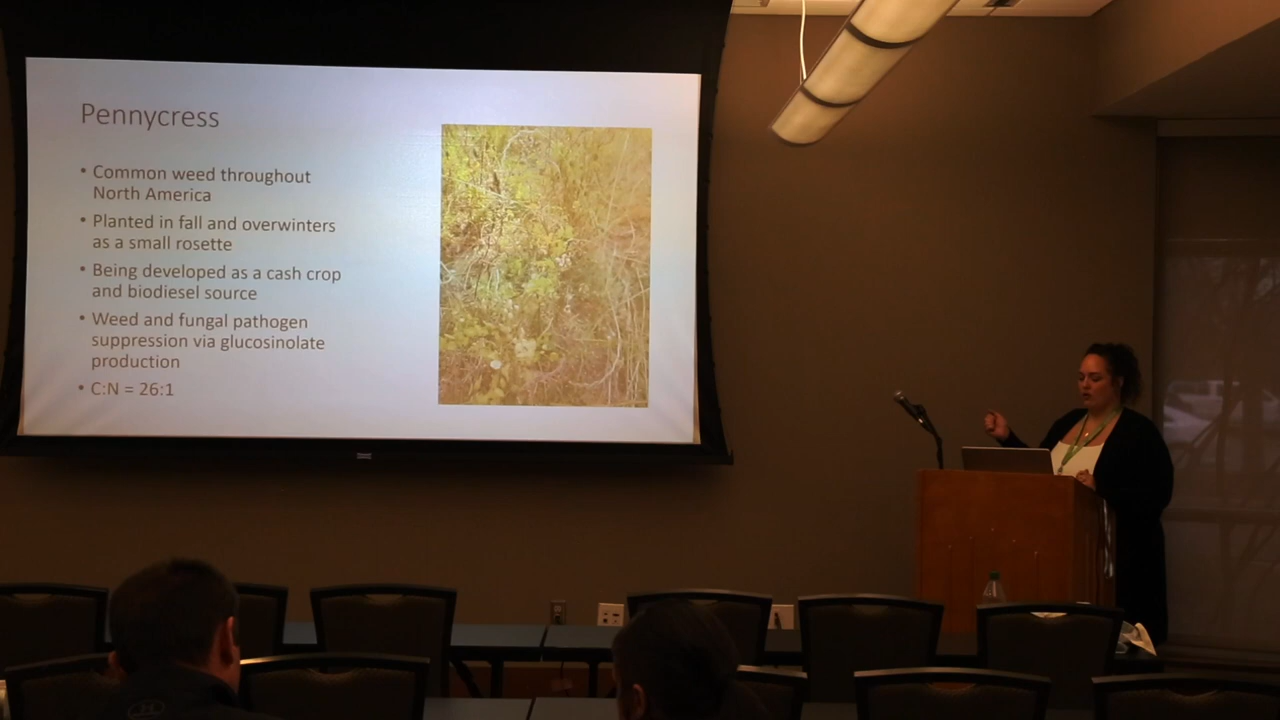 Pennycress
• Common weed throughout
North America
• Planted in fall and overwinters
as a small rosette
• Being developed as a cash crop
and biodiesel source
• Weed and fungal pathogen
suppression via glucosinolate
production
• C:N = 26:1